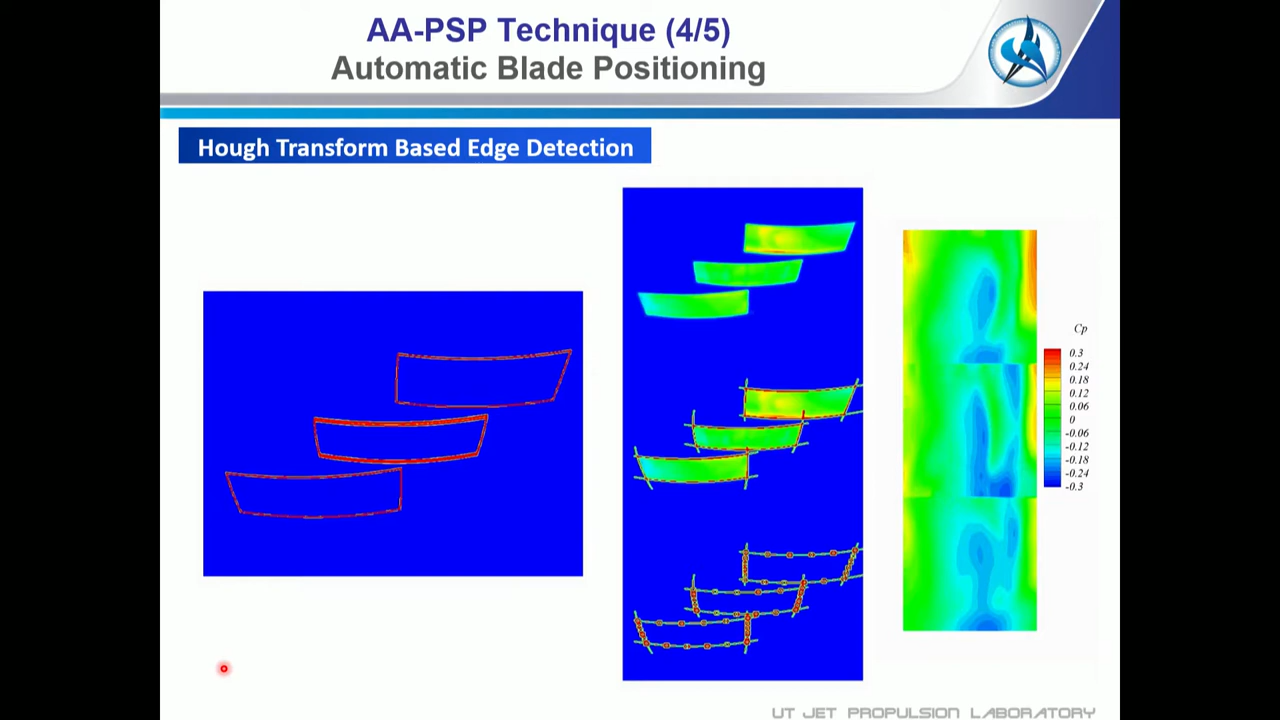 AA-PSP Technique (4/5)
Automatic Blade Positioning
Hough Transform Based Edge Detection
Cp
0.3
0.24
0.18
0.12
0.06
0
-0.06
-0.12
-0.18
-0.24
-0.3
UT JET PROPULSION LABORATORY